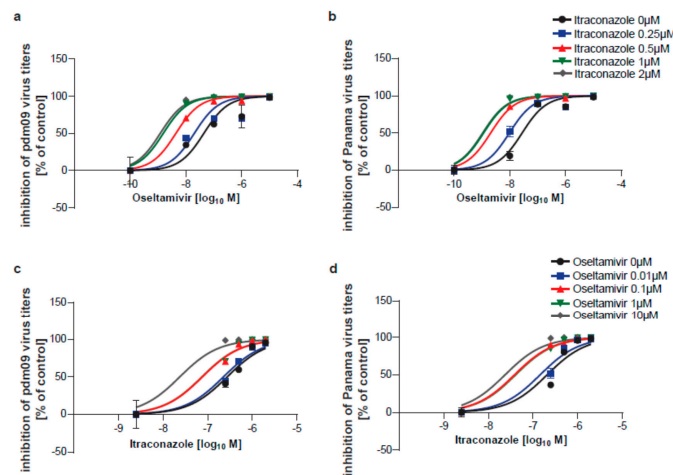 a
b
Itraconazole 0µM
Itraconazole 0.25µM
Itraconazole 0.5µM
Itraconazole 1µM
Itraconazole 2µM
inhibition of pdm09 virus titers
[% of control]
150
100
50
0
-50
-10
-8
-6
-4
Oseltamivir [log10 M]
inhibition of Panama virus titers
[% of control]
150
100
50
0
-50
-10
-8
-6
-4
Oseltamivir [log10 M]
c
d
Oseltamivir 0µM
Oseltamivir 0.01µM
Oseltamivir 0.1µM
Oseltamivir 1µM
Oseltamivir 10µM
inhibition of pdm09 virus titers
[% of control]
150
100
50
0
-50
-9
-8
-7
-6
-5
Itraconazole [log10 M]
inhibition of Panama virus titers
[% of control]
150
100
50
0
-50
-9
-8
-7
-6
-5
Itraconazole [log10 M]